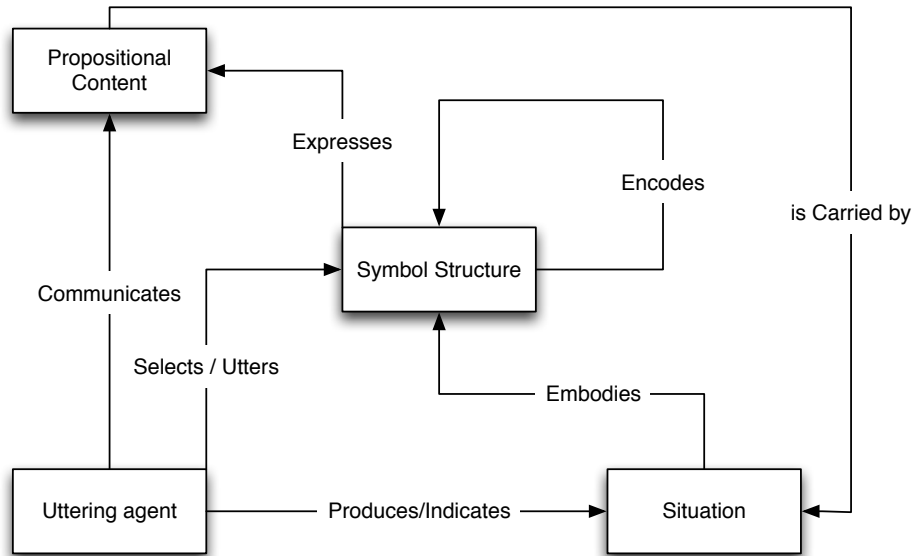 Propositional
Content
Expresses
Encodes
is Carried by
Symbol Structure
Communicates
Selects / Utters
Embodies
Uttering agent
Produces/Indicates
Situation